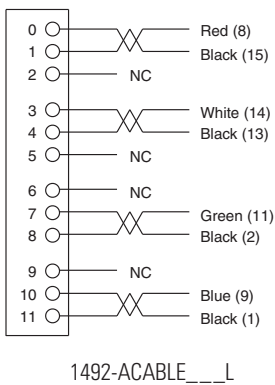 0 Red (8)
1 Black (15)
2 NC
3 White (14)
4 Black (13)
5 NC
6 NC
7 Green (11)
8 Black (2)
9 NC
10 Blue (9)
11 Black (1)
1492-ACABLE___L